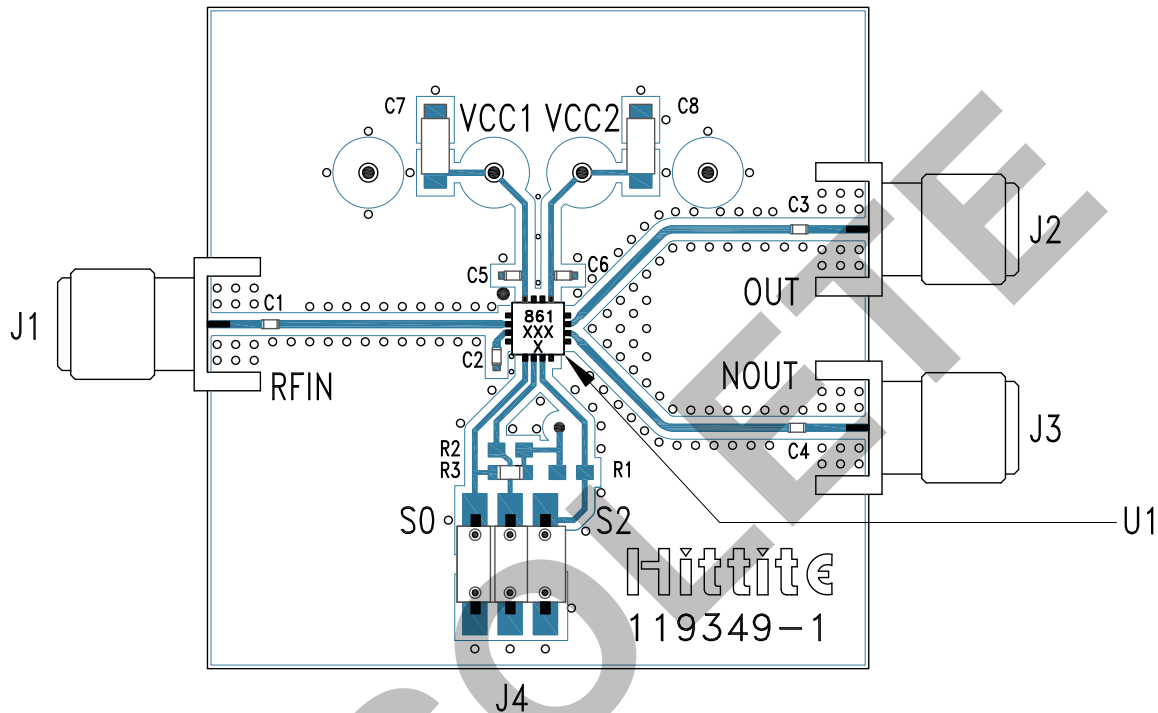 C7
VCC1
VCC2
C8
C3
J2
C5
C6
OUT
861
XXX
X
C1
J1
C2
RFIN
NOUT
J3
C4
R2
R3
R1
S0
S2
U1
Hittite
119349-1
J4
OLETE